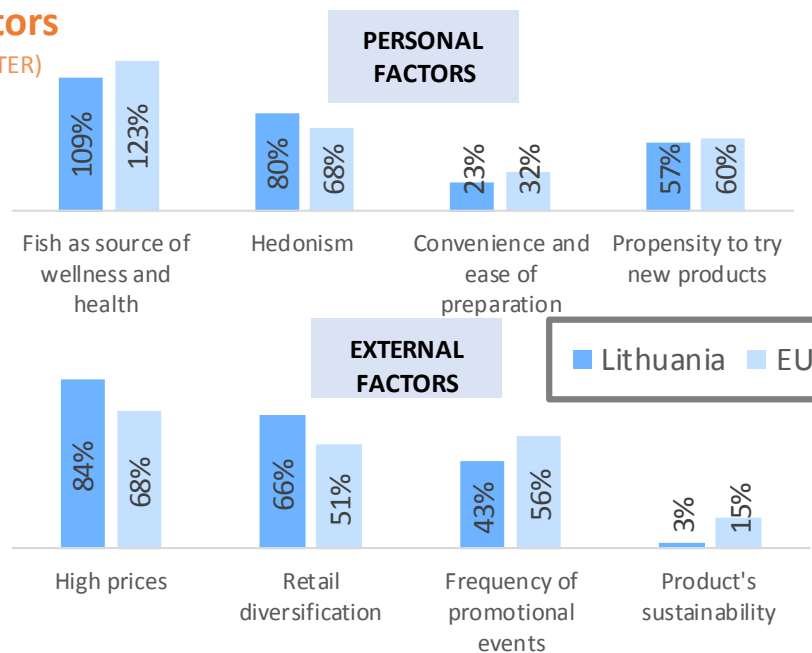 tors
TER)
PERSONAL
FACTORS
109%
123%
80%
68%
23%
32%
57%
60%
Fish as source of
wellness and
health
Hedonism
Convenience and
ease of
preparation
Propensity to try
new products
EXTERNAL
FACTORS
Lithuania EU
84%
68%
66%
51%
43%
56%
3%
15%
High prices
Retail
diversification
Frequency of
promotional
events
Product's
sustainability